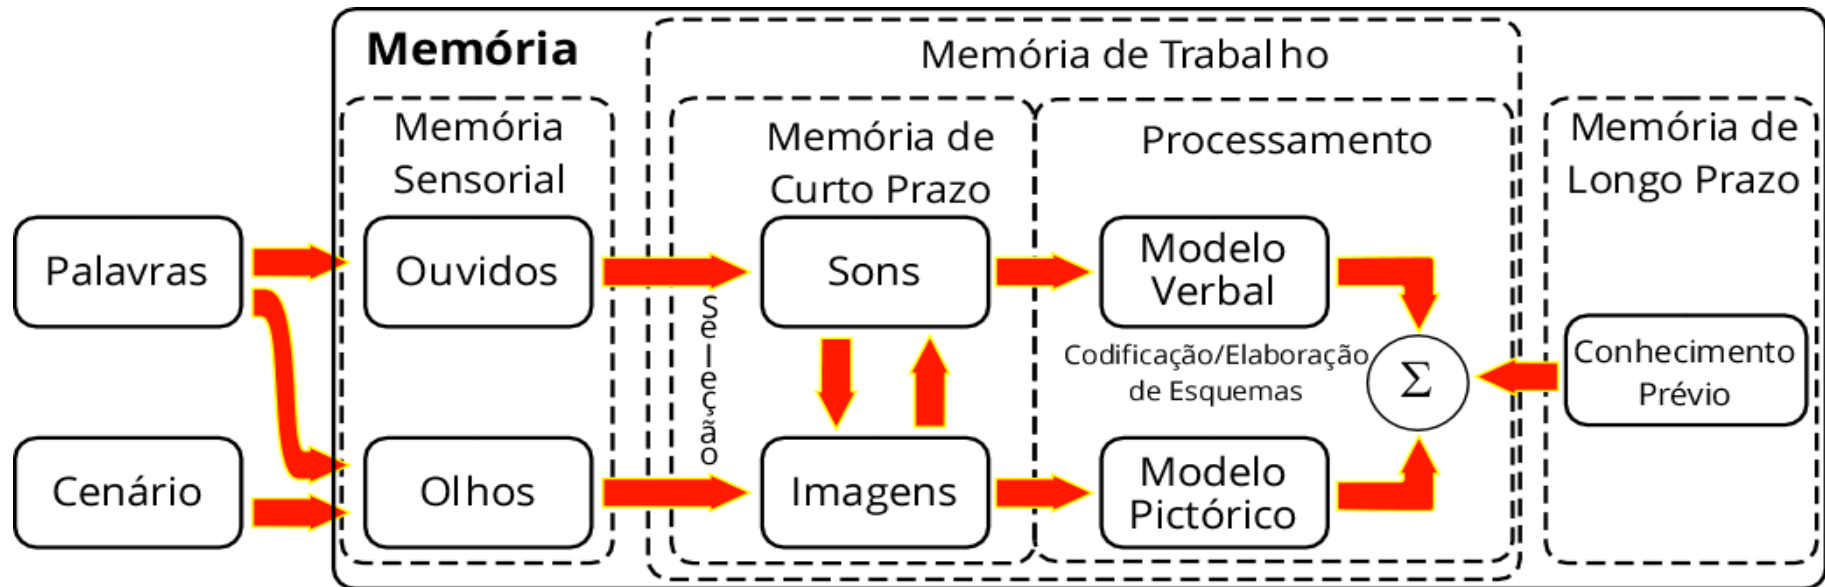 Memória
Memória de Trabalho
Memória
Sensorial
Memória de
Curto Prazo
Processamento
Memória de
Longo Prazo
Palavras
Ouvidos
Sons
Modelo
Verbal
Seleção
Codificação/Elaboração
de Esquemas
Σ
Conhecimento
Prévio
Cenário
Olhos
Imagens
Modelo
Pictórico